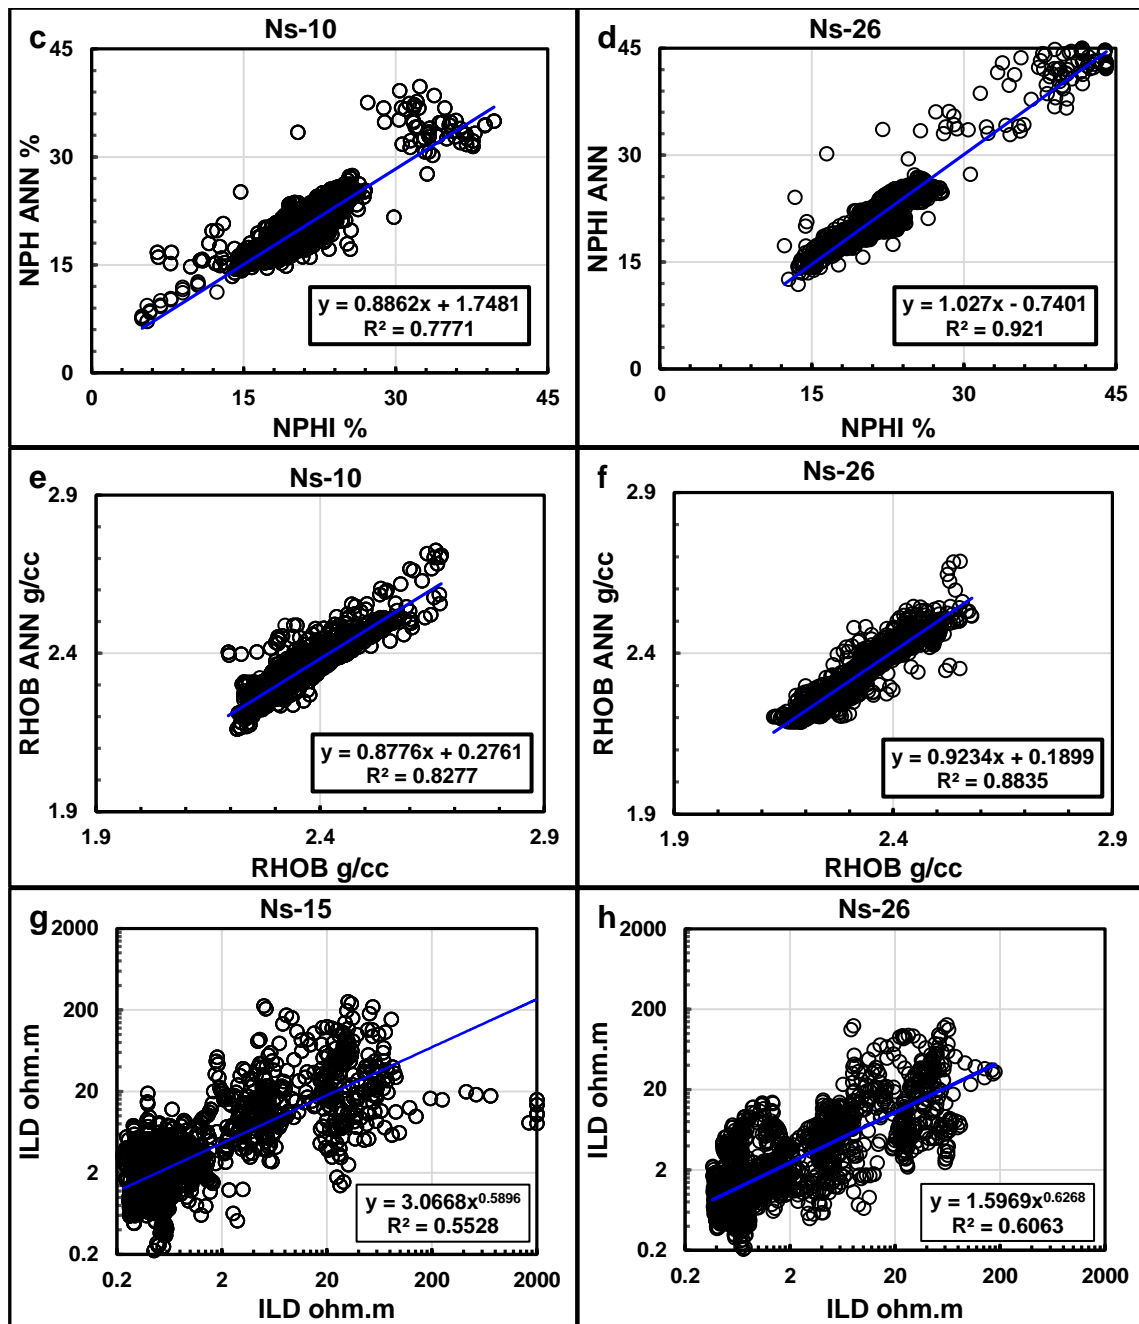 c
Ns-10
45
30
15
0
NPH ANN %
y = 0.8862x + 1.7481
R² = 0.7771
0 15 30 45
NPHI %
d
Ns-26
45
30
15
0
NPHI ANN
y = 1.027x - 0.7401
R² = 0.921
0 15 30 45
NPHI %
e
Ns-10
2.9
2.4
1.9
RHOB ANN g/cc
y = 0.8776x + 0.2761
R² = 0.8277
1.9 2.4 2.9
RHOB g/cc
f
Ns-26
2.9
2.4
1.9
RHOB ANN g/cc
y = 0.9234x + 0.1899
R² = 0.8835
1.9 2.4 2.9
RHOB g/cc
g
Ns-15
2000
200
20
2
0.2
ILD ohm.m
y = 3.0668x^0.5896
R² = 0.5528
0.2 2 20 200 2000
ILD ohm.m
h
Ns-26
2000
200
20
2
0.2
ILD ohm.m
y = 1.5969x^0.6268
R² = 0.6063
0.2 2 20 200 2000
ILD ohm.m